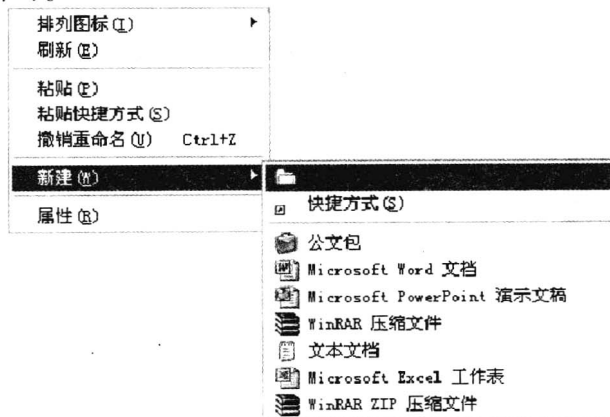 排列图标(I)
刷新(E)
粘贴(P)
粘贴快捷方式(S)
撤销重命名(U) Ctrl+Z
新建(W)
属性(R)
快捷方式(S)
公文包
Microsoft Word 文档
Microsoft PowerPoint 演示文稿
WinRAR 压缩文件
文本文档
Microsoft Excel 工作表
WinRAR ZIP 压缩文件